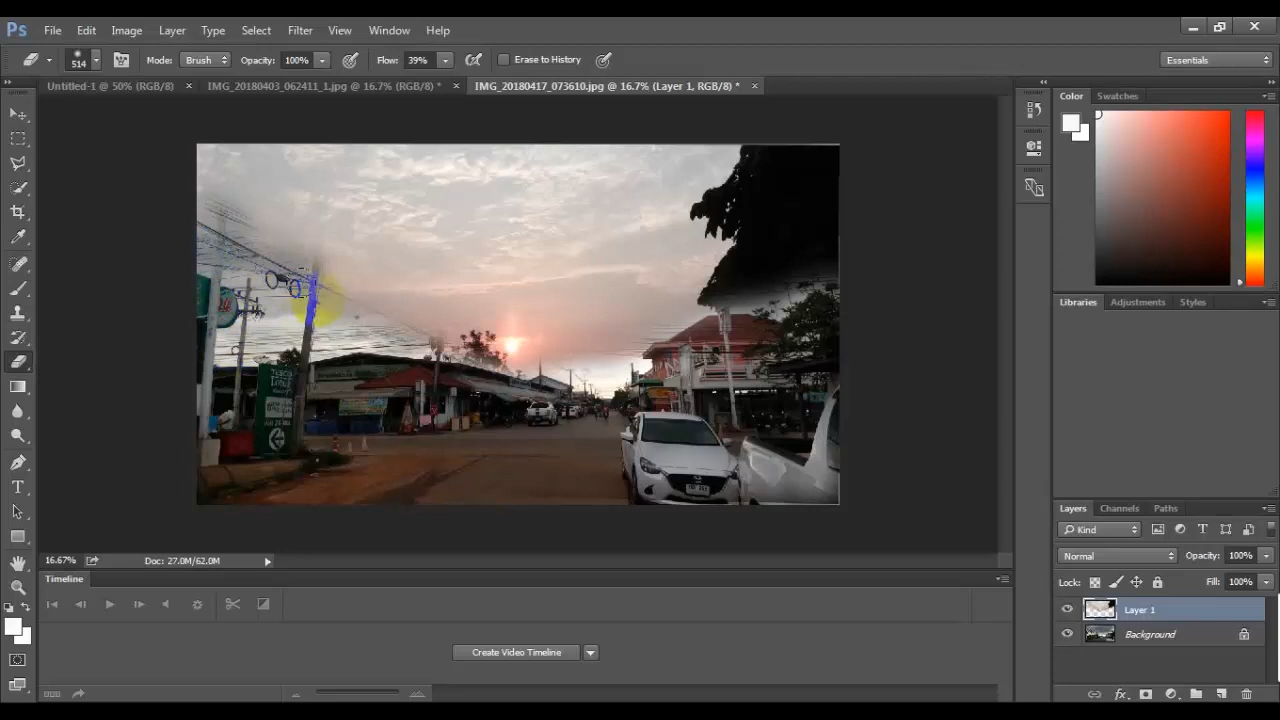 Ps File Edit Image Layer Type Select Filter View Window Help
514 Mode: Brush Opacity: 100% Flow: 39% Erase to History Essentials
Untitled-1 @ 50% (RGB/8) × IMG_20180403_062411_1.jpg @ 16.7% (RGB/8) * × IMG_20180417_073610.jpg @ 16.7% (Layer 1, RGB/8) * ×
Color Swatches
Libraries Adjustments Styles
TESCO
Layers Channels Paths
Kind
Normal Opacity: 100%
Lock: Fill: 100%
Layer 1
Background
16.67% Doc: 27.0M/62.0M
Timeline
Create Video Timeline